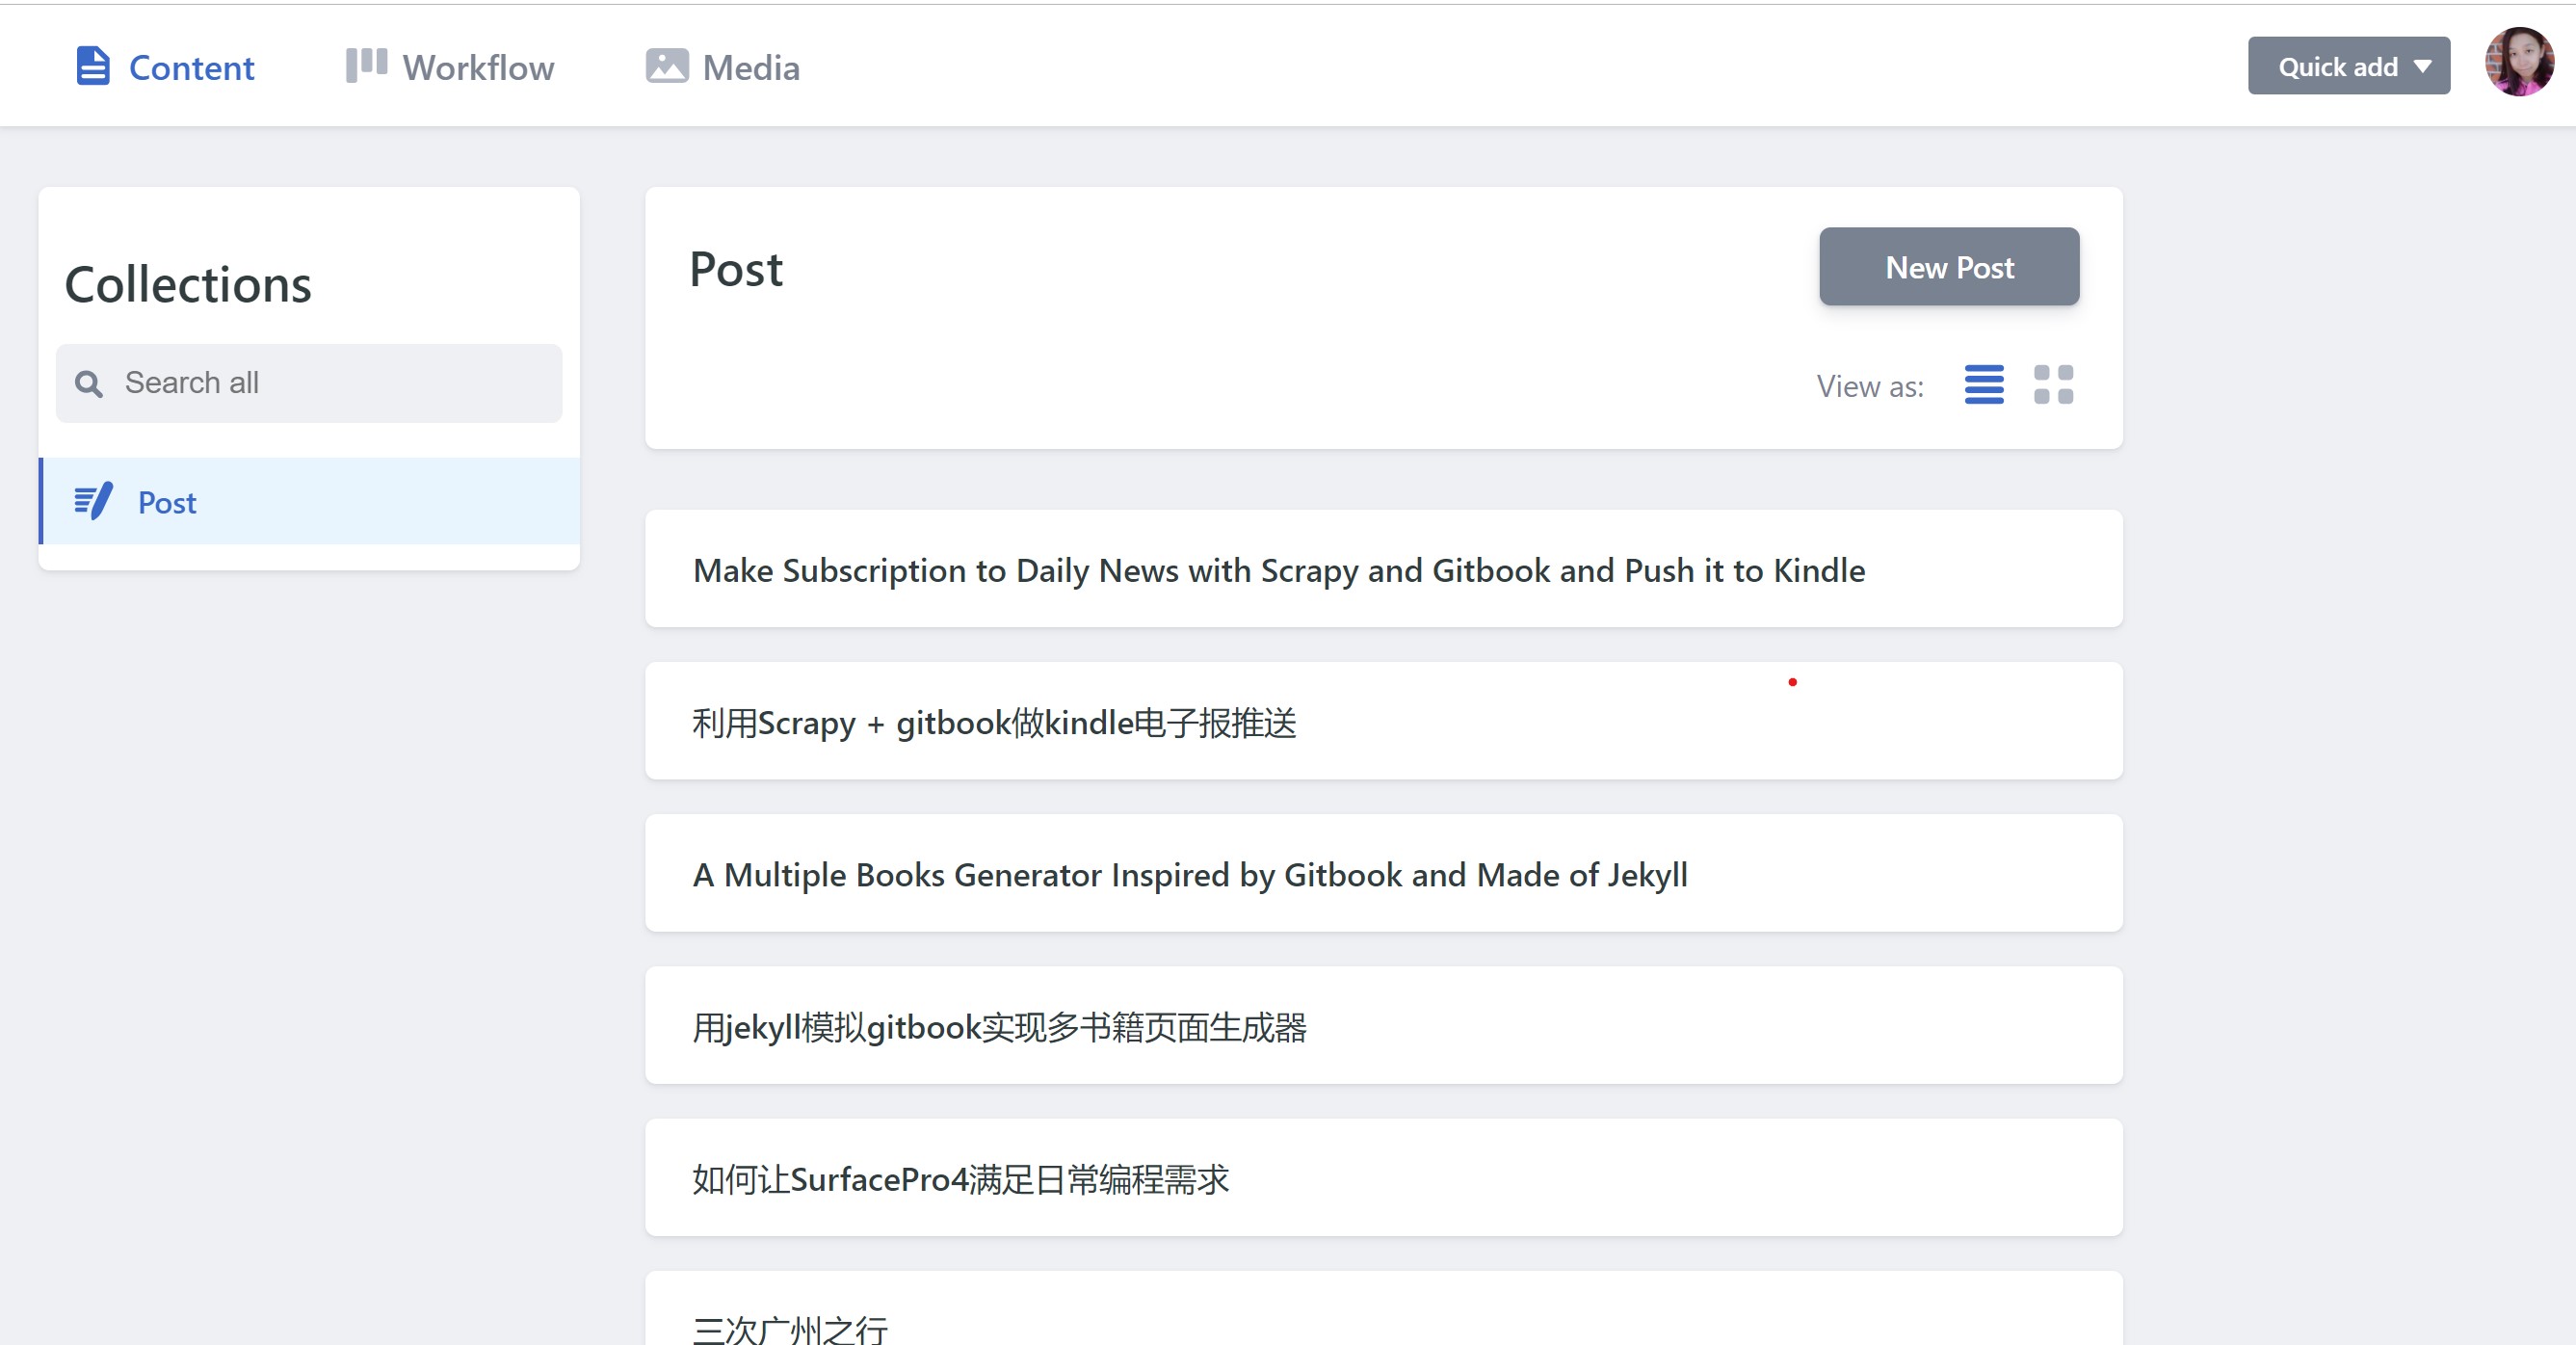 Content
Workflow
Media
Quick add
Collections
Search all
Post
Post
New Post
View as:
Make Subscription to Daily News with Scrapy and Gitbook and Push it to Kindle
利用Scrapy + gitbook做kindle电子报推送
A Multiple Books Generator Inspired by Gitbook and Made of Jekyll
用jekyll模拟gitbook实现多书籍页面生成器
如何让SurfacePro4满足日常编程需求
三次广州之行